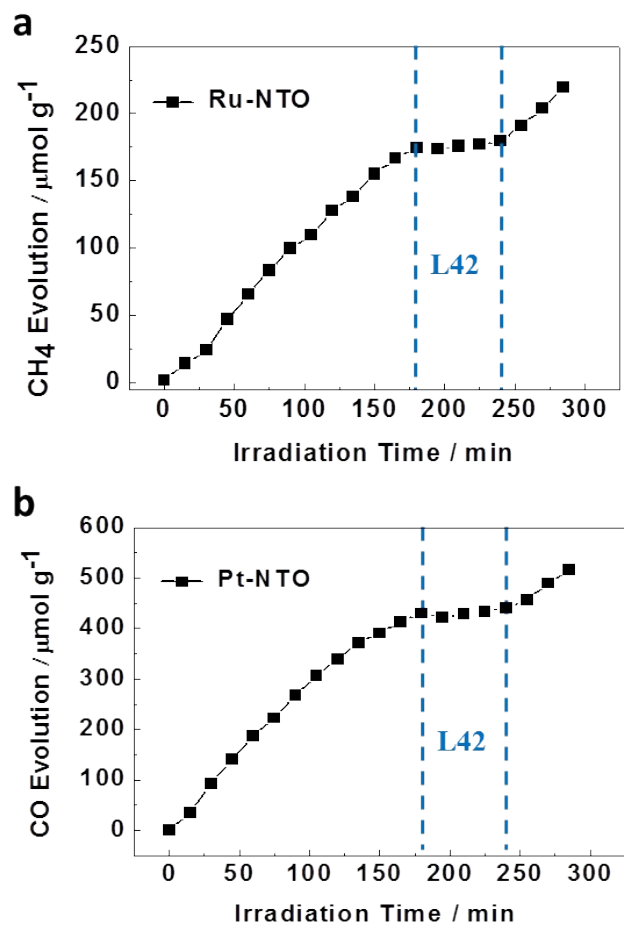 a
250
200
150
100
50
0
CH4 Evolution / μmol g-1
Ru-NTO
L42
0 50 100 150 200 250 300
Irradiation Time / min
b
600
500
400
300
200
100
0
CO Evolution / μmol g-1
Pt-NTO
L42
0 50 100 150 200 250 300
Irradiation Time / min